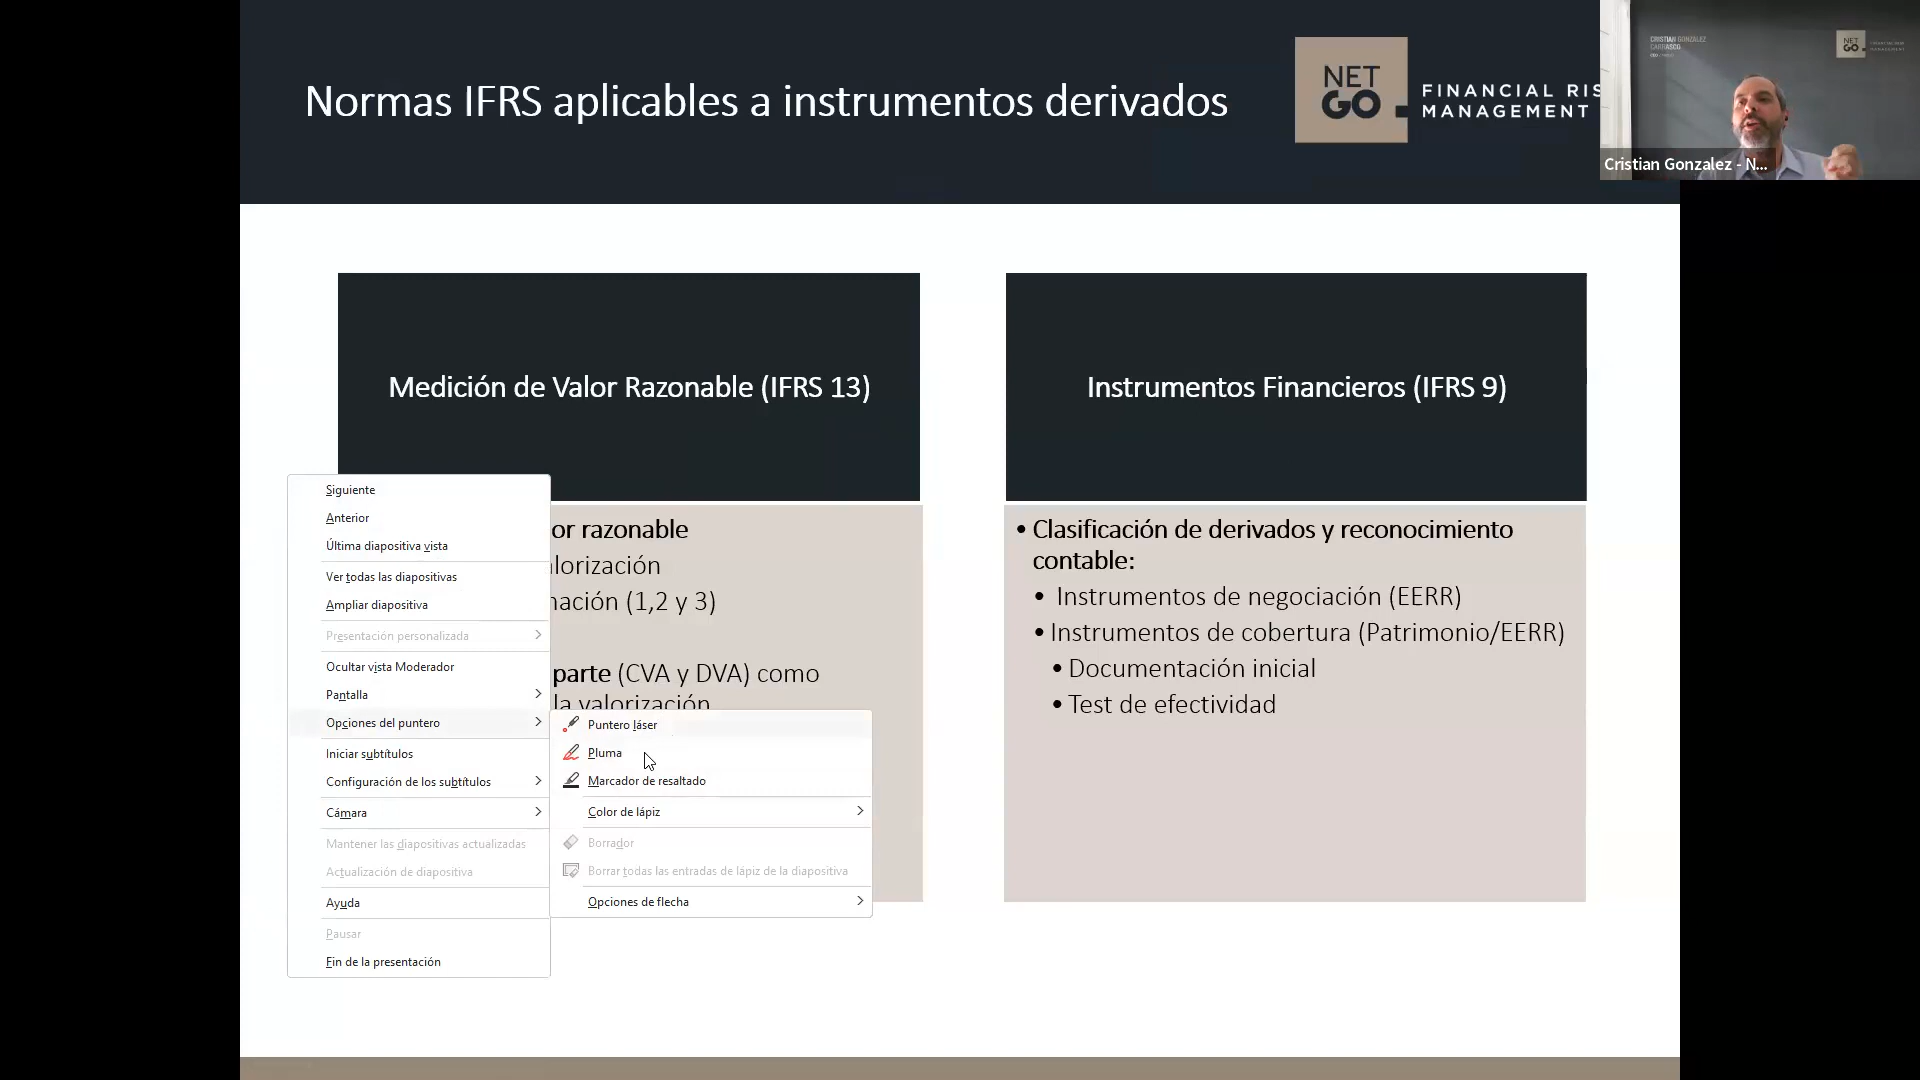 Normas IFRS aplicables a instrumentos derivados
NET
GO.
FINANCIAL RIS
MANAGEMENT
CRISTIAN GONZÁLEZ
CARRASCO
NET
GO.
Cristian Gonzalez - N...
Medición de Valor Razonable (IFRS 13)
or razonable
lorización
mación (1,2 y 3)
parte (CVA y DVA) como
la valorización
Instrumentos Financieros (IFRS 9)
• Clasificación de derivados y reconocimiento
contable:
• Instrumentos de negociación (EERR)
• Instrumentos de cobertura (Patrimonio/EERR)
• Documentación inicial
• Test de efectividad
Siguiente
Anterior
Última diapositiva vista
Ver todas las diapositivas
Ampliar diapositiva
Presentación personalizada
Ocultar vista Moderador
Pantalla
Opciones del puntero
Iniciar subtítulos
Configuración de los subtítulos
Cámara
Mantener las diapositivas actualizadas
Actualización de diapositiva
Ayuda
Pausar
Fin de la presentación
Puntero láser
Pluma
Marcador de resaltado
Color de lápiz
Borrador
Borrar todas las entradas de lápiz de la diapositiva
Opciones de flecha